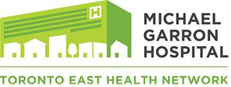 H
MICHAEL
GARRON
HOSPITAL
TORONTO EAST HEALTH NETWORK